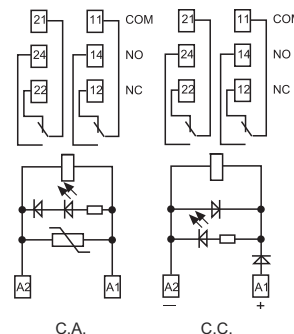 21 11 COM 21 11 COM
24 14 NO 24 14 NO
22 12 NC 22 12 NC
A2 A1 A2 A1
— +
C.A. C.C.